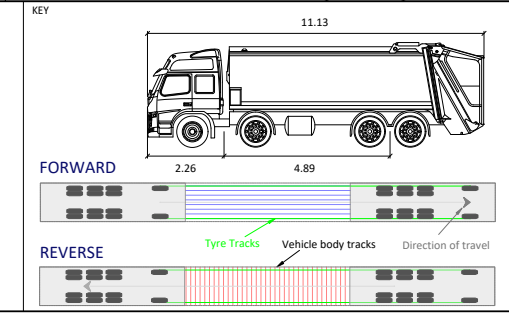 KEY
11.13
2.26
4.89
FORWARD
Tyre Tracks
Vehicle body tracks
Direction of travel
REVERSE